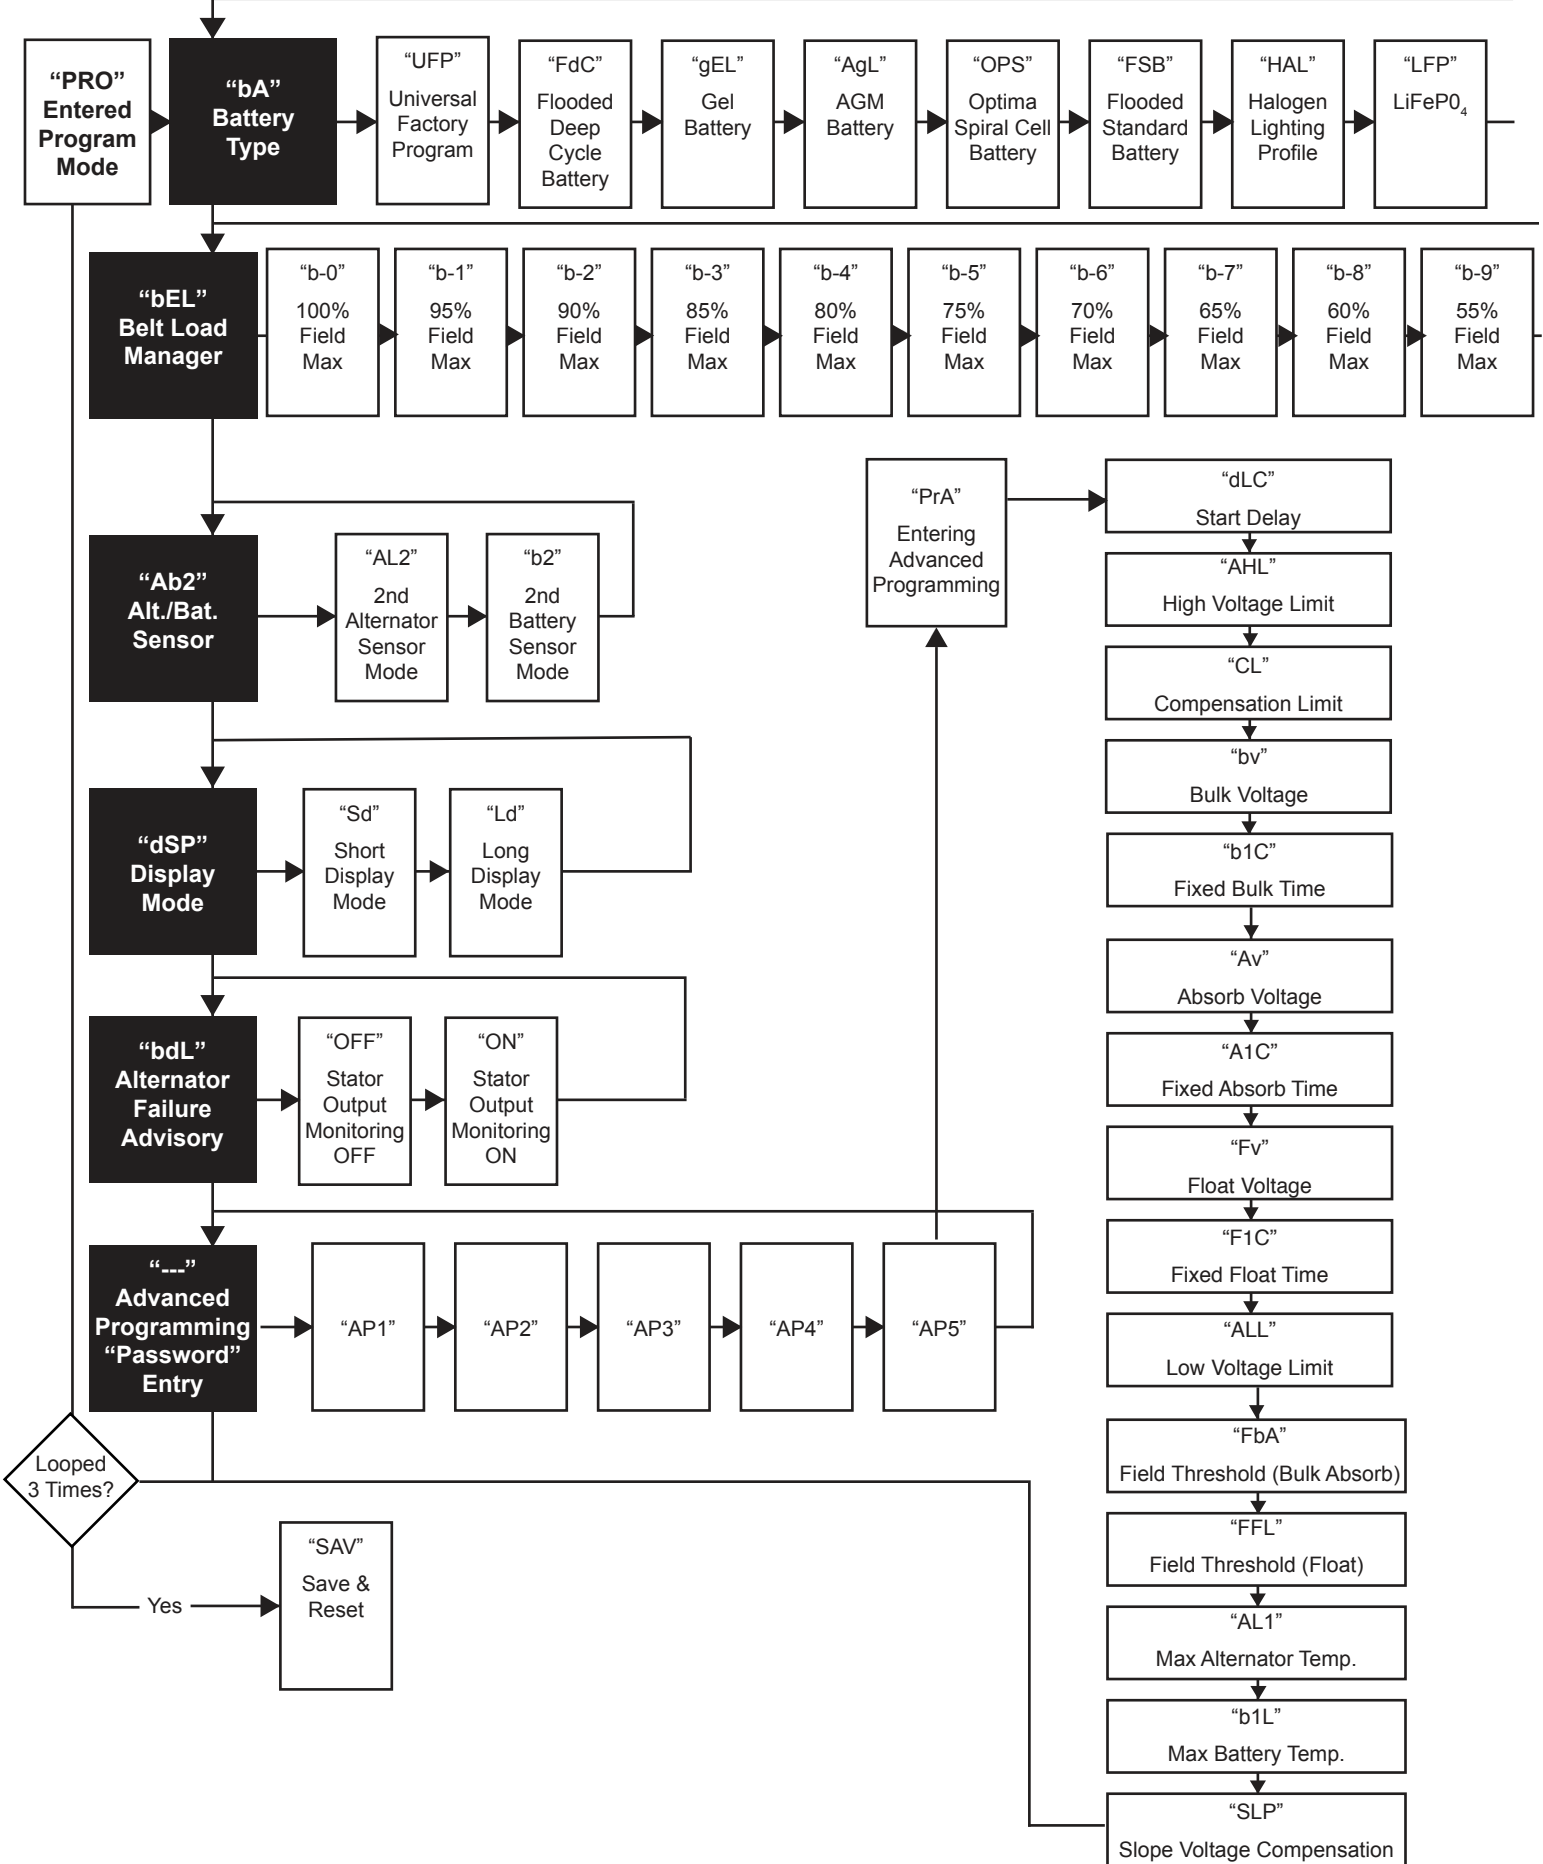 “PRO”
Entered
Program
Mode
“bA”
Battery
Type
“UFP”
Universal
Factory
Program
“FdC”
Flooded
Deep
Cycle
Battery
“gEL”
Gel
Battery
“AgL”
AGM
Battery
“OPS”
Optima
Spiral Cell
Battery
“FSB”
Flooded
Standard
Battery
“HAL”
Halogen
Lighting
Profile
“LFP”
LiFeP0₄
“bEL”
Belt Load
Manager
“b-0”
100%
Field
Max
“b-1”
95%
Field
Max
“b-2”
90%
Field
Max
“b-3”
85%
Field
Max
“b-4”
80%
Field
Max
“b-5”
75%
Field
Max
“b-6”
70%
Field
Max
“b-7”
65%
Field
Max
“b-8”
60%
Field
Max
“b-9”
55%
Field
Max
“Ab2”
Alt./Bat.
Sensor
“AL2”
2nd
Alternator
Sensor
Mode
“b2”
2nd
Battery
Sensor
Mode
“dSP”
Display
Mode
“Sd”
Short
Display
Mode
“Ld”
Long
Display
Mode
“bdL”
Alternator
Failure
Advisory
“OFF”
Stator
Output
Monitoring
OFF
“ON”
Stator
Output
Monitoring
ON
“---”
Advanced
Programming
“Password”
Entry
“AP1”
“AP2”
“AP3”
“AP4”
“AP5”
“PrA”
Entering
Advanced
Programming
“dLC”
Start Delay
“AHL”
High Voltage Limit
“CL”
Compensation Limit
“bv”
Bulk Voltage
“b1C”
Fixed Bulk Time
“Av”
Absorb Voltage
“A1C”
Fixed Absorb Time
“Fv”
Float Voltage
“F1C”
Fixed Float Time
“ALL”
Low Voltage Limit
“FbA”
Field Threshold (Bulk Absorb)
“FFL”
Field Threshold (Float)
“AL1”
Max Alternator Temp.
“b1L”
Max Battery Temp.
“SLP”
Slope Voltage Compensation
Looped
3 Times?
Yes
“SAV”
Save &
Reset